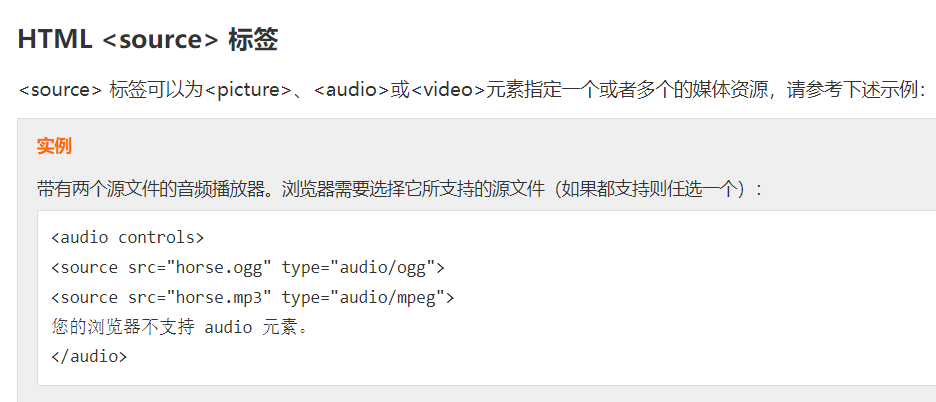 HTML <source> 标签
<source> 标签可以为<picture>、<audio>或<video>元素指定一个或者多个的媒体资源，请参考下述示例：
实例
带有两个源文件的音频播放器。浏览器需要选择它所支持的源文件（如果都支持则任选一个）：
<audio controls>
<source src="horse.ogg" type="audio/ogg">
<source src="horse.mp3" type="audio/mpeg">
您的浏览器不支持 audio 元素。
</audio>